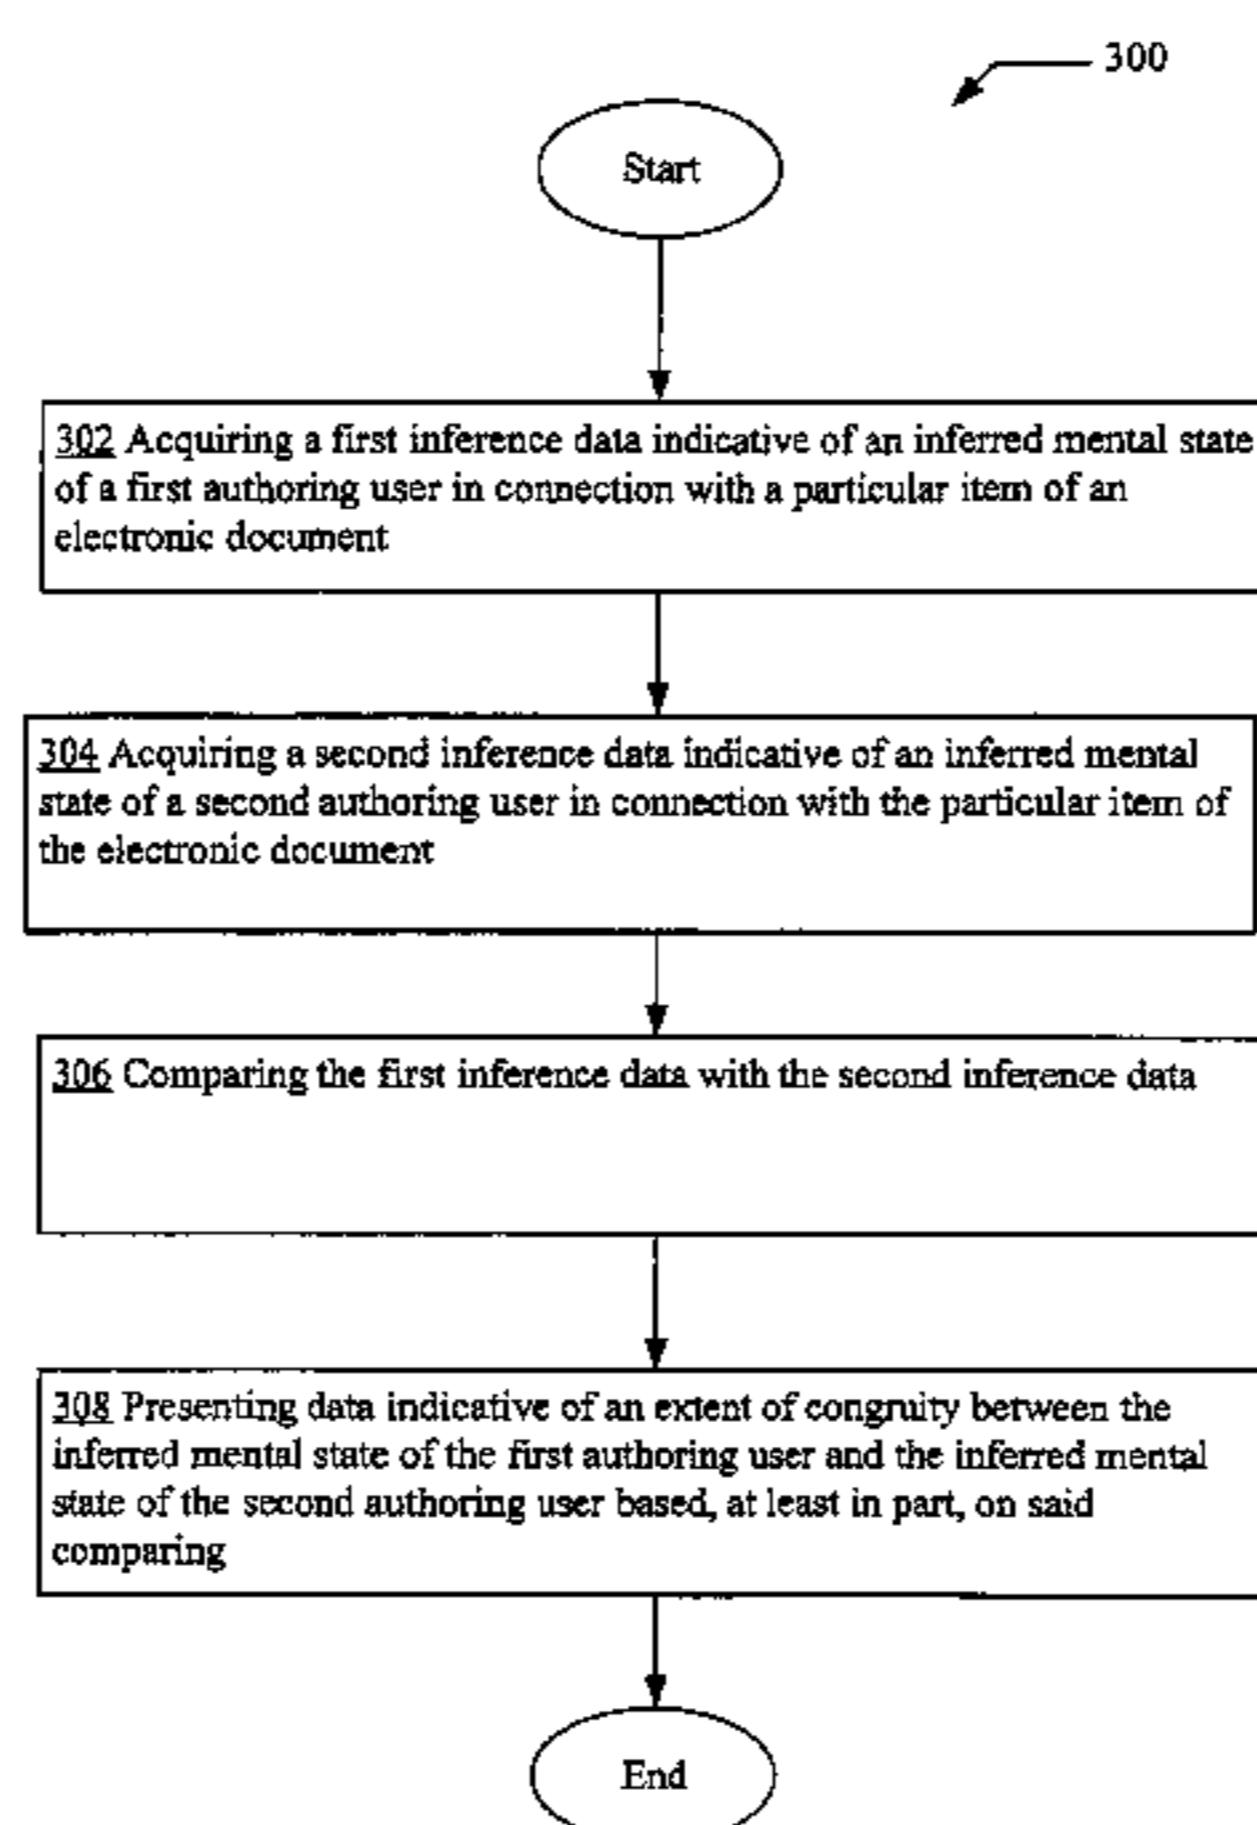 300
Start
302 Acquiring a first inference data indicative of an inferred mental state
of a first authoring user in connection with a particular item of an
electronic document
304 Acquiring a second inference data indicative of an inferred mental
state of a second authoring user in connection with the particular item of
the electronic document
306 Comparing the first inference data with the second inference data
308 Presenting data indicative of an extent of congruity between the
inferred mental state of the first authoring user and the inferred mental
state of the second authoring user based, at least in part, on said
comparing
End